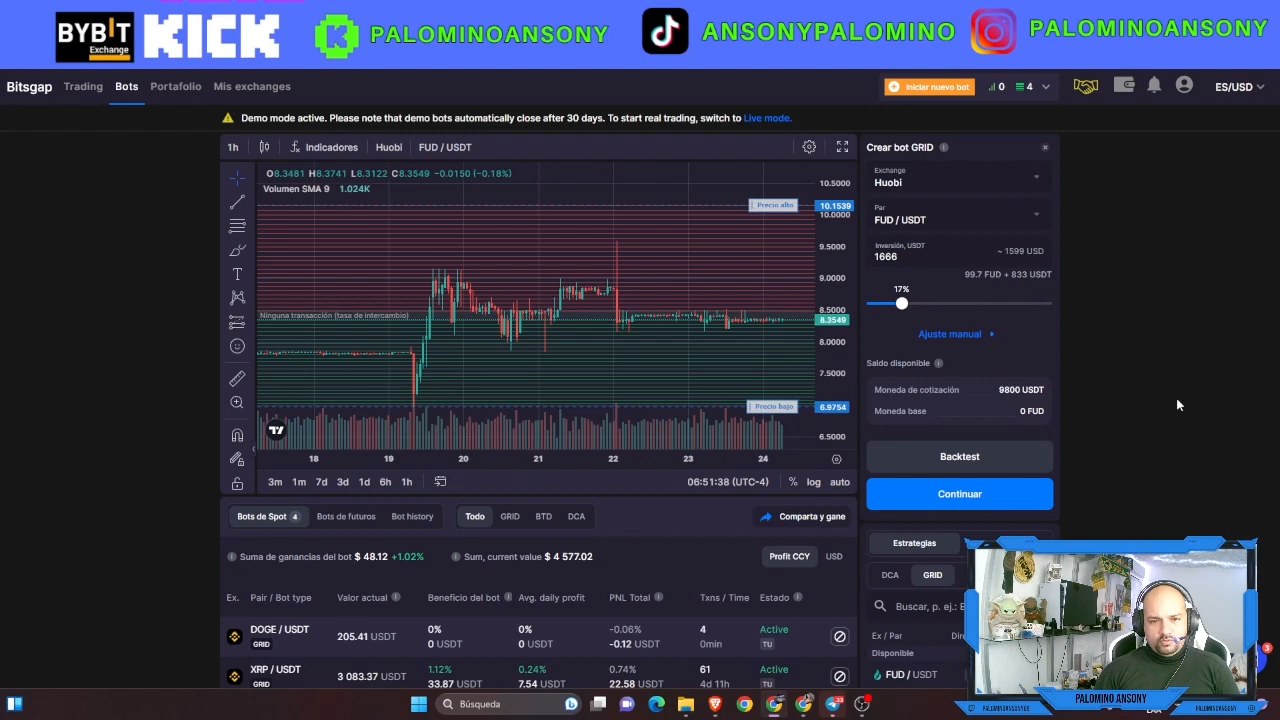 BYBIT
Exchange
KICK
PALOMINOANSONY
ANSONYPALOMINO
PALOMINOANSONY
Bitsgap Trading Bots Portafolio Mis exchanges
Iniciar nuevo bot 0 4 ES/USD
Demo mode active. Please note that demo bots automatically close after 30 days. To start real trading, switch to Live mode.
1h Indicadores Huobi FUD / USDT
Crear bot GRID
O8.3481 H8.3741 L8.3122 C8.3549 −0.0150 (−0.18%)
Volumen SMA 9 1.024K
10.5000
Precio alto 10.1539
10.0000
9.5000
9.0000
8.5000
Ninguna transacción (tasa de intercambio)
8.3549
8.0000
7.5000
Precio bajo 6.9754
6.5000
18 19 20 21 22 23 24
3m 1m 7d 3d 1d 6h 1h
06:51:38 (UTC-4) % log auto
Exchange
Huobi
Par
FUD / USDT
Inversión, USDT
1666
~ 1599 USD
99.7 FUD + 833 USDT
17%
Ajuste manual
Saldo disponible
Moneda de cotización 9800 USDT
Moneda base 0 FUD
Backtest
Continuar
Bots de Spot 4 Bots de futuros Bot history Todo GRID BTD DCA Comparta y gane
Suma de ganancias del bot $ 48.12 +1.02% Sum, current value $ 4 577.02 Profit CCY USD
Ex. Pair / Bot type Valor actual Beneficio del bot Avg. daily profit PNL Total Txns / Time Estado
DOGE / USDT
GRID
205.41 USDT
0%
0 USDT
0%
0 USDT
-0.06%
-0.12 USDT
4
0min
Active
TU
XRP / USDT
GRID
3 083.37 USDT
1.12%
33.87 USDT
0.24%
7.54 USDT
0.74%
22.58 USDT
61
4d 11h
Active
TU
Estrategias
DCA GRID
Buscar, p. ej.:
Ex / Par
Disponible
FUD / USDT
PALOMINO ANSONY
3
Búsqueda